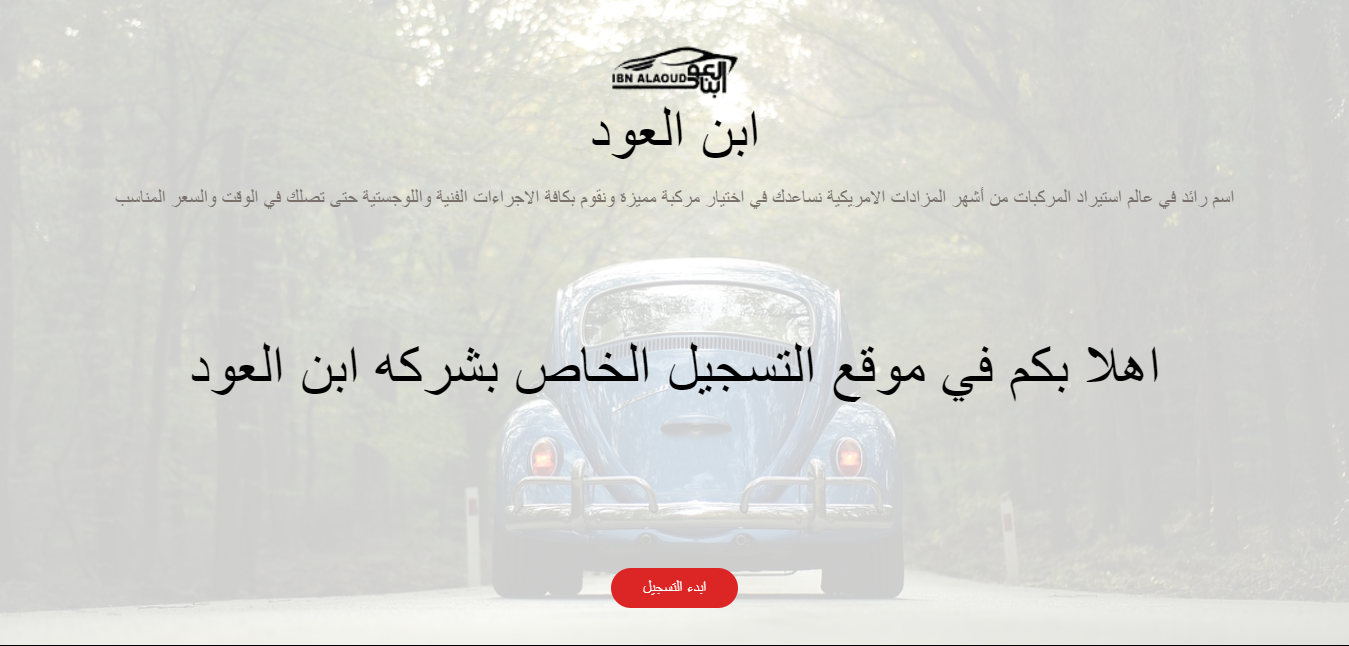 IBN ALAOUD ابن العود
ابن العود
اسم رائد في عالم استيراد المركبات من أشهر المزادات الامريكية نساعدك في اختيار مركبة مميزة ونقوم بكافة الاجراءات الفنية واللوجستية حتى تصلك في الوقت والسعر المناسب
اهلا بكم في موقع التسجيل الخاص بشركه ابن العود
ابدء التسجيل